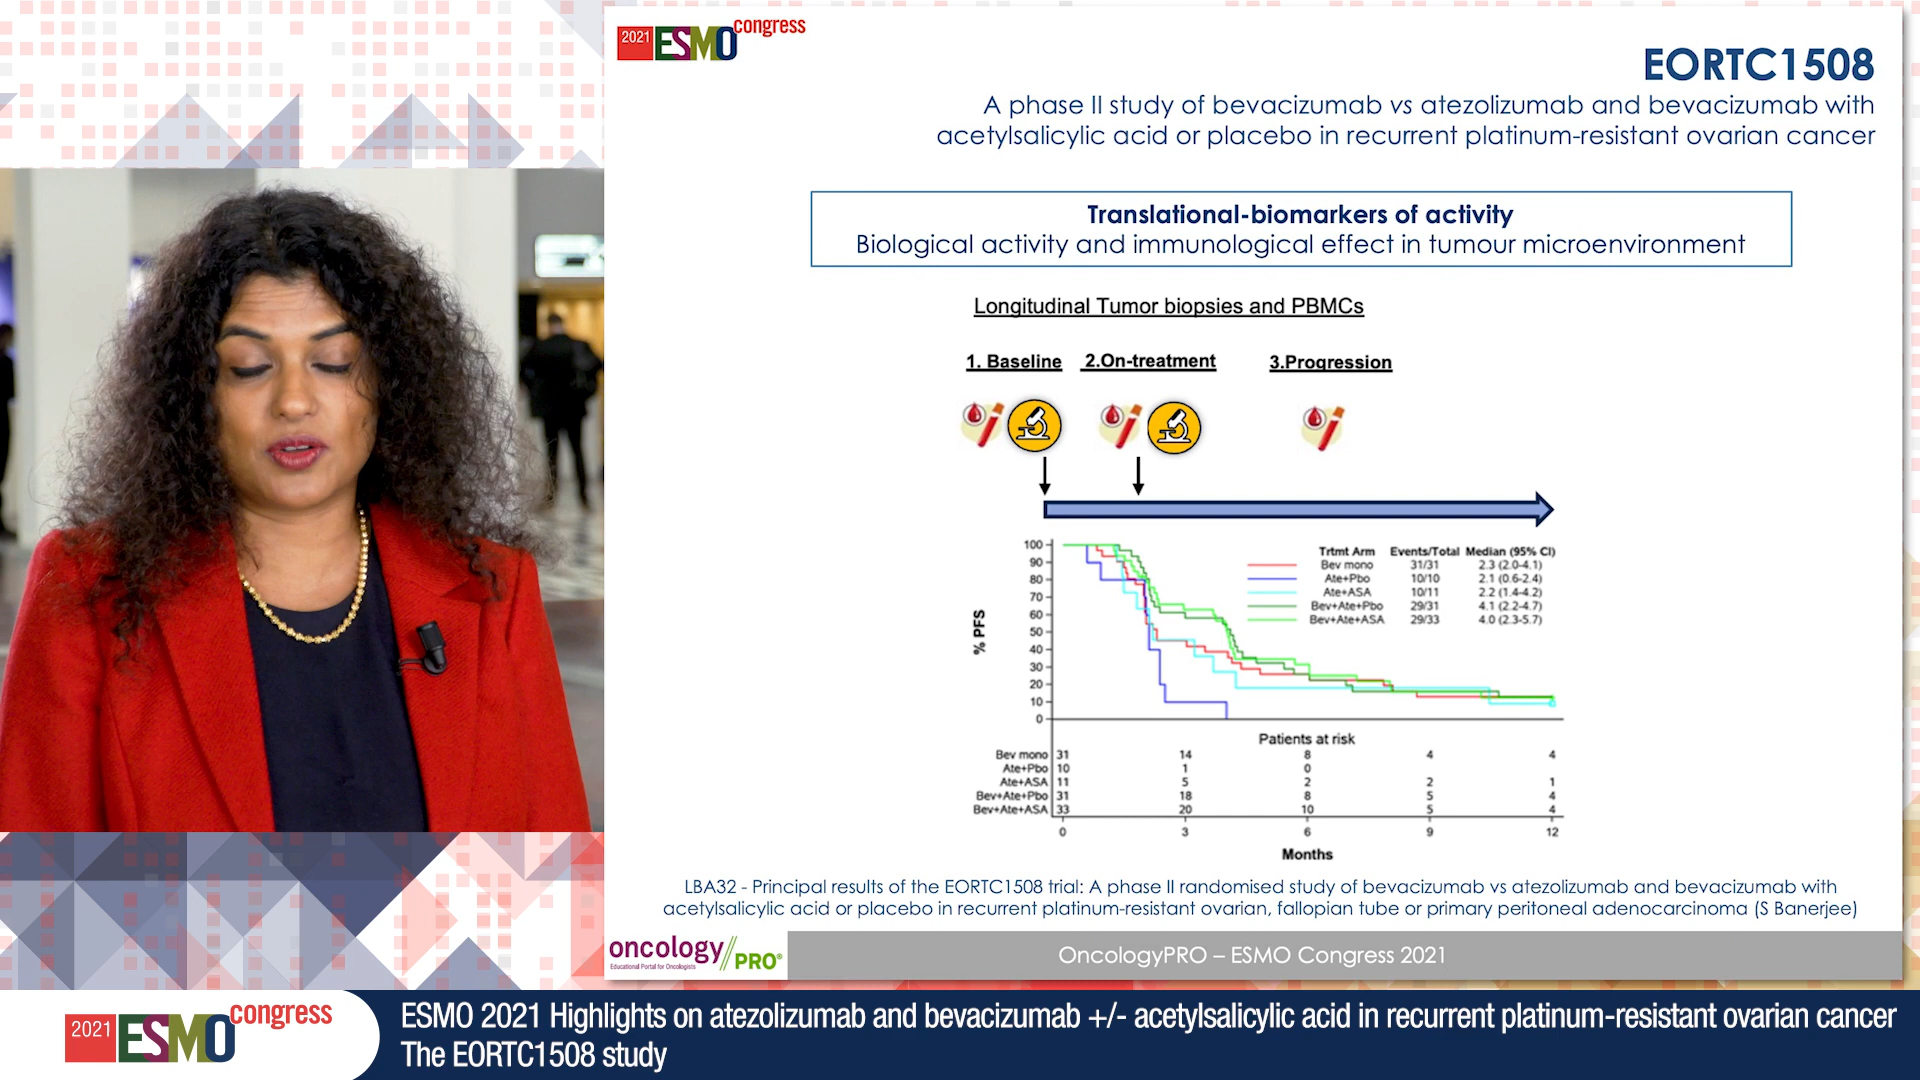 2021 ESMO congress
EORTC1508
A phase II study of bevacizumab vs atezolizumab and bevacizumab with
acetylsalicylic acid or placebo in recurrent platinum-resistant ovarian cancer
Translational-biomarkers of activity
Biological activity and immunological effect in tumour microenvironment
Longitudinal Tumor biopsies and PBMCs
1. Baseline 2.On-treatment 3.Progression
Trtmt Arm Events/Total Median (95% CI)
Bev mono 31/31 2.3 (2.0-4.1)
Ate+Pbo 10/10 2.1 (0.6-2.4)
Ate+ASA 10/11 2.2 (1.4-4.2)
Bev+Ate+Pbo 29/31 4.1 (2.2-4.7)
Bev+Ate+ASA 29/33 4.0 (2.3-5.7)
% PFS
100
90
80
70
60
50
40
30
20
10
0
Patients at risk
Bev mono 31 14 8 4 4
Ate+Pbo 10 1 0
Ate+ASA 11 5 2 2 1
Bev+Ate+Pbo 31 18 8 5 4
Bev+Ate+ASA 33 20 10 5 4
0 3 6 9 12
Months
LBA32 - Principal results of the EORTC1508 trial: A phase II randomised study of bevacizumab vs atezolizumab and bevacizumab with
acetylsalicylic acid or placebo in recurrent platinum-resistant ovarian, fallopian tube or primary peritoneal adenocarcinoma (S Banerjee)
oncology//PRO®
Educational Portal for Oncologists
OncologyPRO – ESMO Congress 2021
2021 ESMO congress
ESMO 2021 Highlights on atezolizumab and bevacizumab +/- acetylsalicylic acid in recurrent platinum-resistant ovarian cancer
The EORTC1508 study